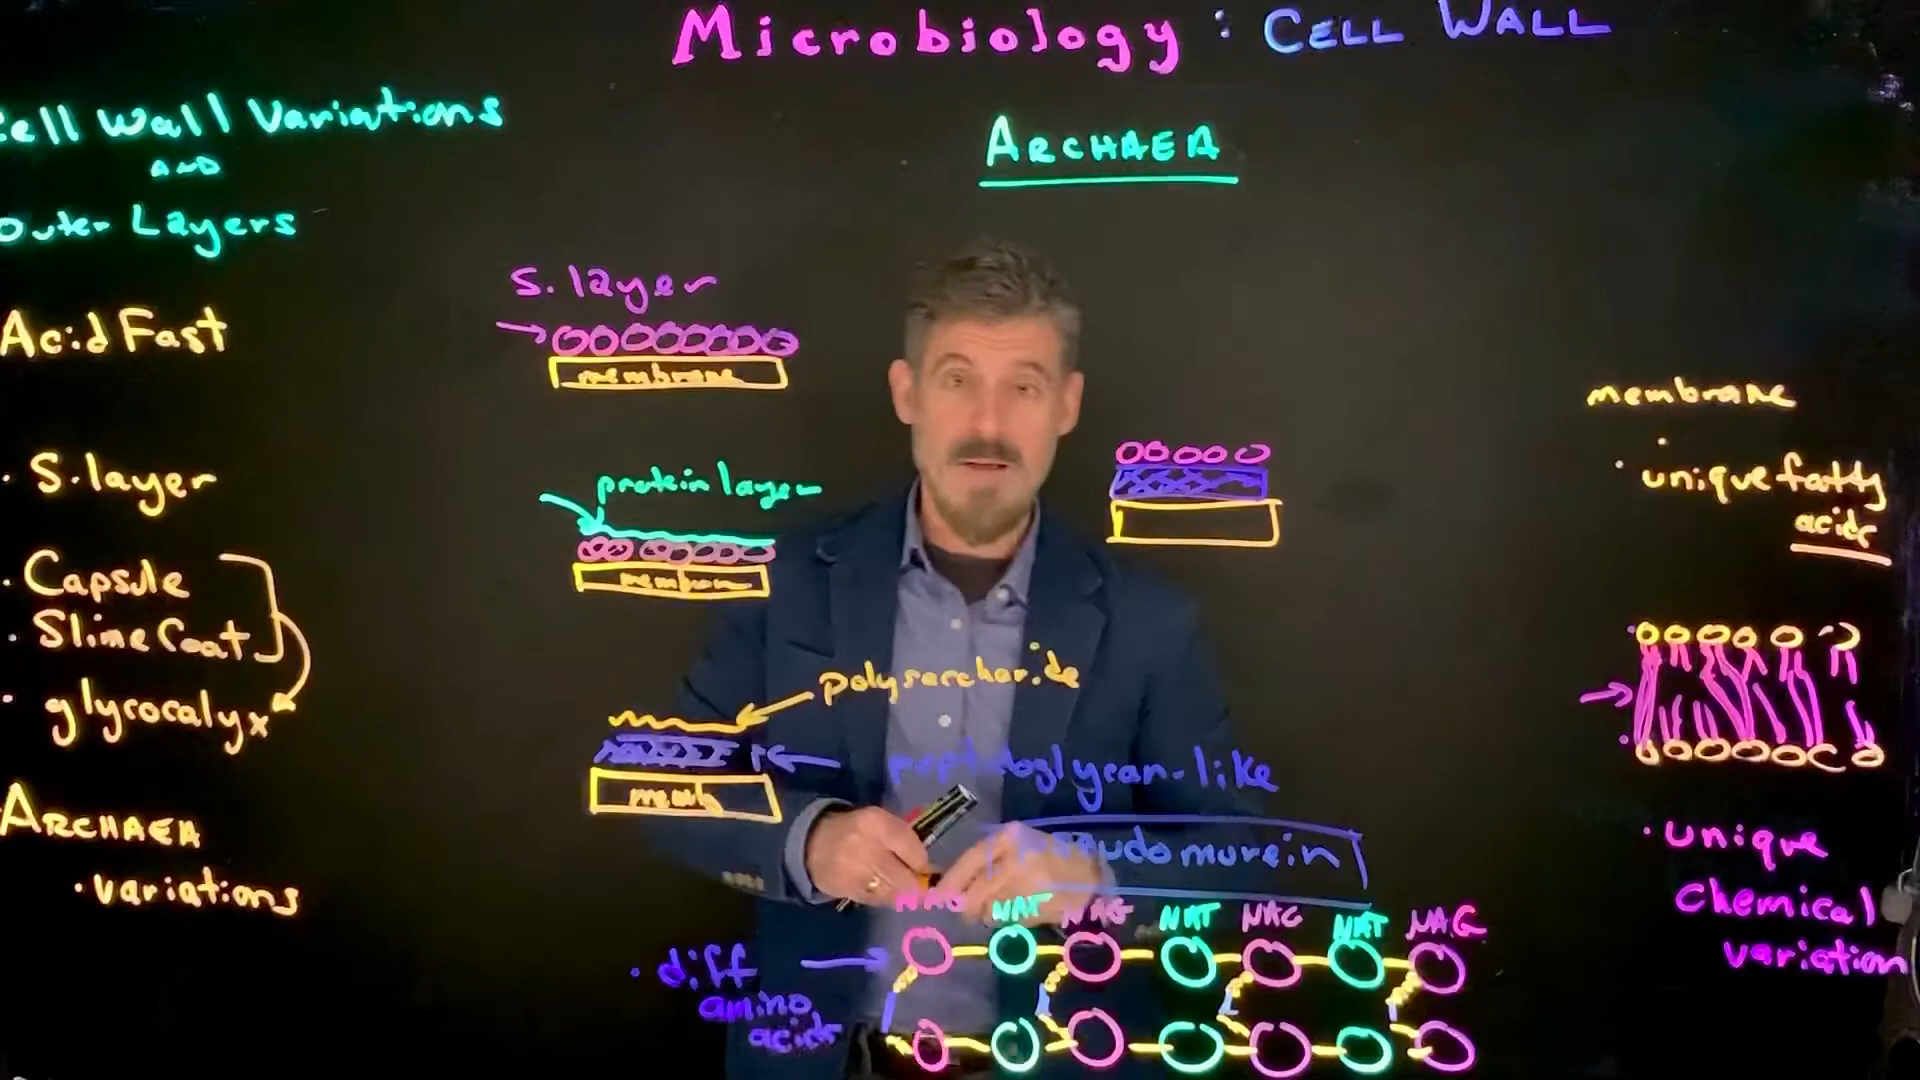 Microbiology : CELL WALL
Cell Wall Variations
AND
Outer Layers
Acid Fast
· S. layer
· Capsule
· Slime Coat
· glycocalyx
ARCHAEA
· variations
ARCHAEA
S. layer
membrane
protein layer
polysaccharide
peptidoglycan-like
pseudomurein
NAG NAT NAG NAT NAG NAT NAG
· diff
amino
acids
membrane
· unique fatty
acids
· unique
chemical
variation